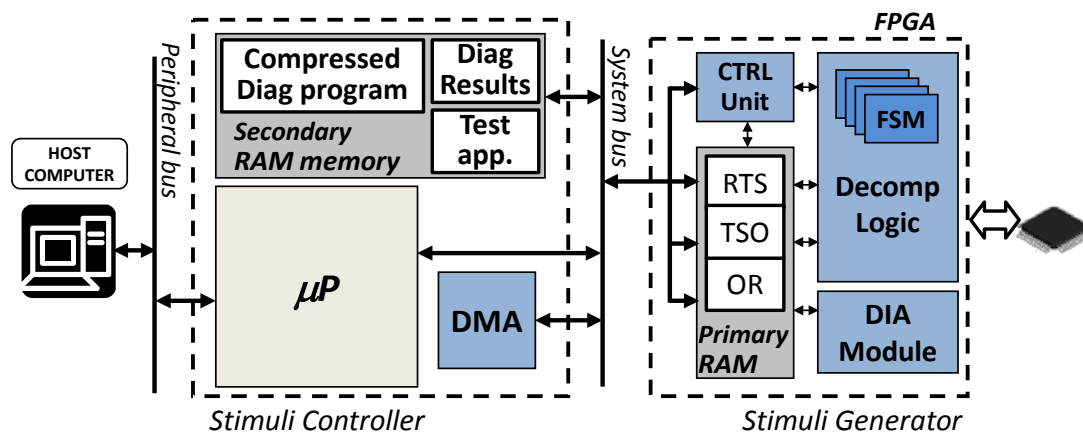 HOST
COMPUTER
Peripheral bus
Compressed
Diag program
Diag
Results
Test
app.
Secondary
RAM memory
μP
DMA
Stimuli Controller
System bus
FPGA
CTRL
Unit
FSM
Decomp
Logic
RTS
TSO
OR
Primary
RAM
DIA
Module
Stimuli Generator